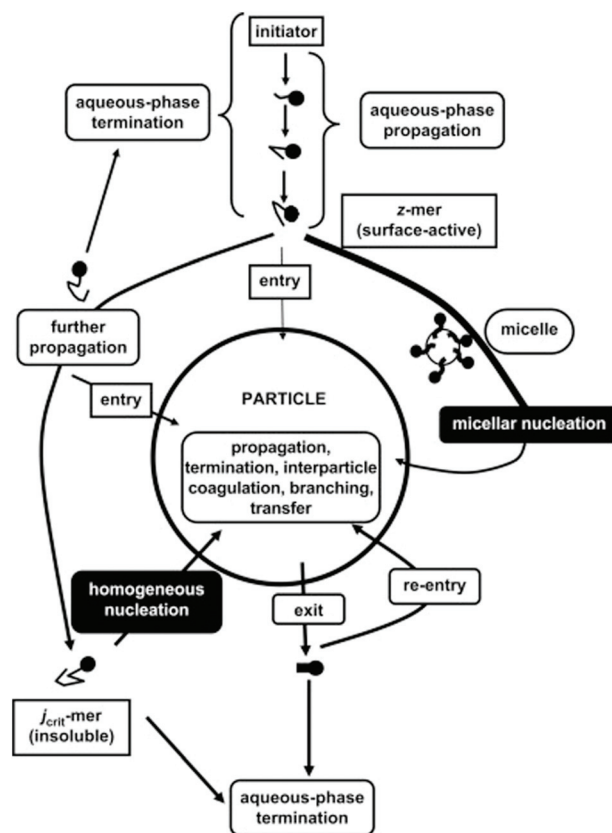 initiator
aqueous-phase
termination
aqueous-phase
propagation
z-mer
(surface-active)
entry
further
propagation
micelle
entry
PARTICLE
micellar nucleation
propagation,
termination, interparticle
coagulation, branching,
transfer
homogeneous
nucleation
exit
re-entry
jcrit-mer
(insoluble)
aqueous-phase
termination